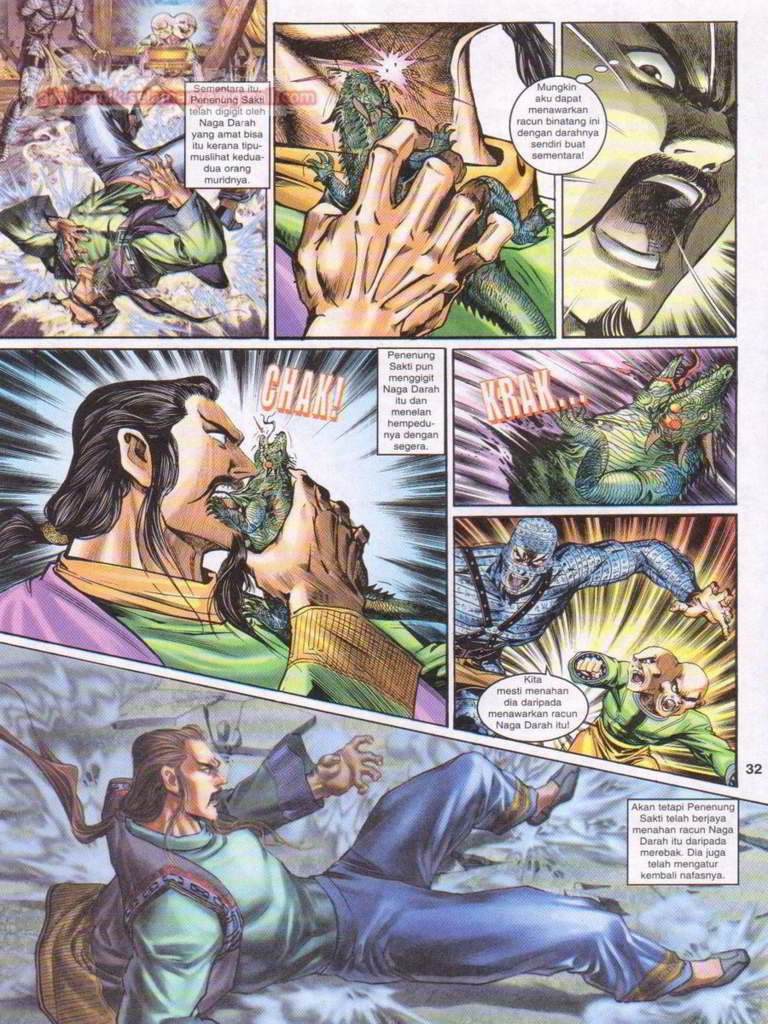 Sementara itu,
Penenung Sakti
telah digigit oleh
Naga Darah
yang amat bisa
itu kerana tipu-
muslihat kedua-
dua orang
muridnya.
Mungkin
aku dapat
menawarkan
racun binatang ini
dengan darahnya
sendiri buat
sementara!
CHAK!
Penenung
Sakti pun
menggigit
Naga Darah
itu dan
menelan
hempedu-
nya dengan
segera.
KRAK...
Kita
mesti menahan
dia daripada
menawarkan racun
Naga Darah itu!
32
Akan tetapi Penenung
Sakti telah berjaya
menahan racun Naga
Darah itu daripada
merebak. Dia juga
telah mengatur
kembali nafasnya.